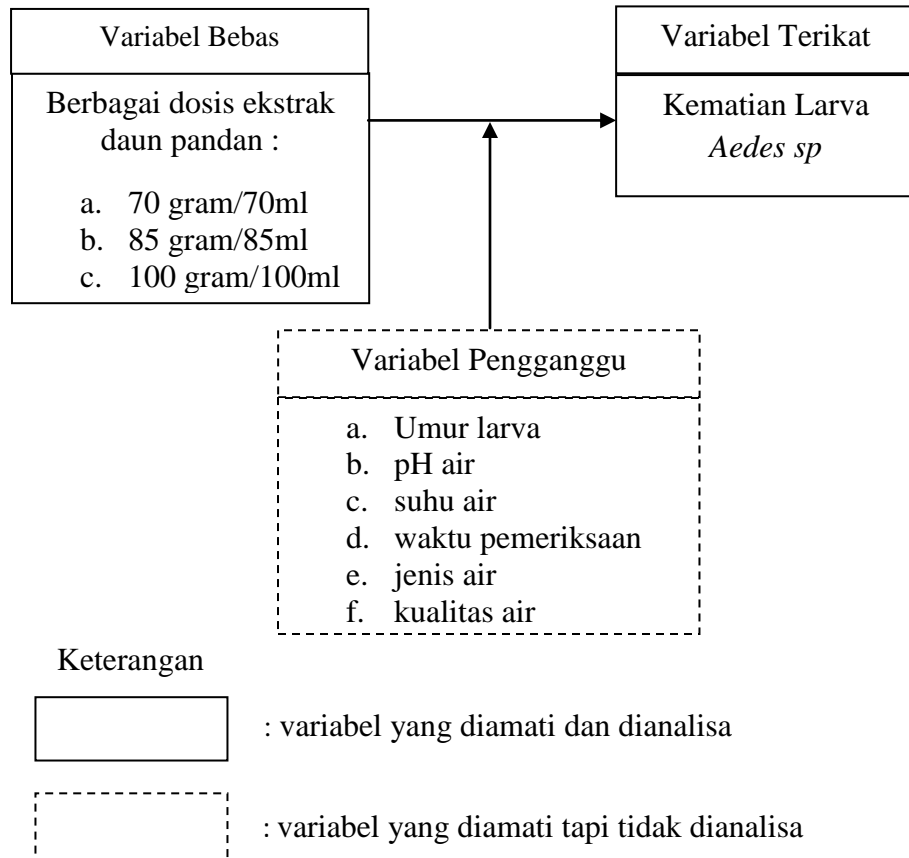 Variabel Bebas
Berbagai dosis ekstrak
daun pandan :
a. 70 gram/70ml
b. 85 gram/85ml
c. 100 gram/100ml
Variabel Terikat
Kematian Larva
Aedes sp
Variabel Pengganggu
a. Umur larva
b. pH air
c. suhu air
d. waktu pemeriksaan
e. jenis air
f. kualitas air
Keterangan
: variabel yang diamati dan dianalisa
: variabel yang diamati tapi tidak dianalisa